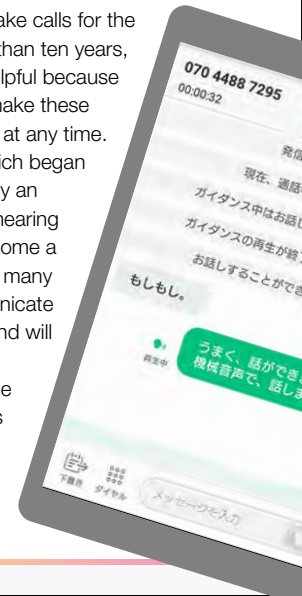 ake calls for the
than ten years,
lpful because
make these
at any time.
ich began
y an
hearing
ome a
many
nicate
nd will
e
s
070 4488 7295
00:00:32
発信
現在、通話
ガイダンス中はお話し
ガイダンスの再生が終
お話しすることができ
もしもし。
再生中
うまく、話ができ
機械音声で、話しま
下書き
ダイヤル
メッセージを入力